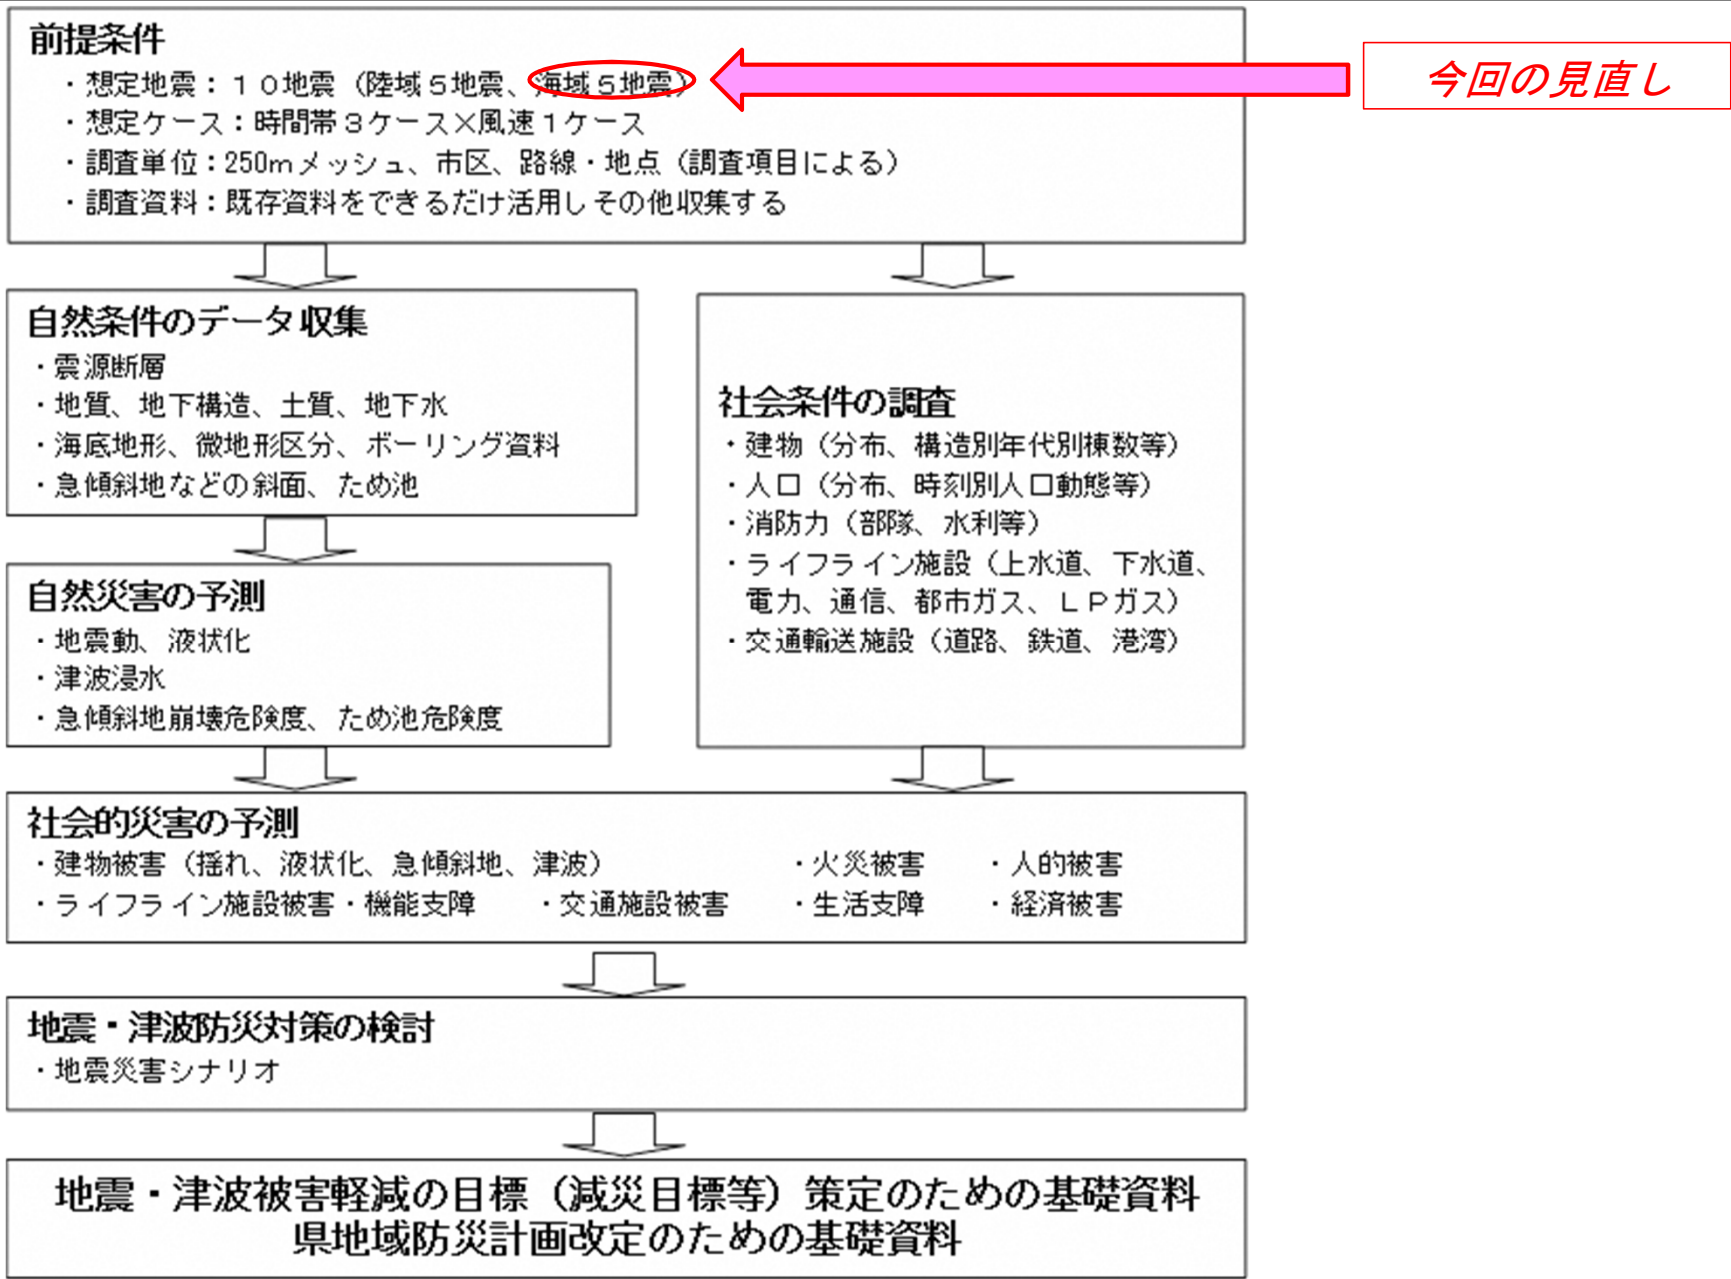 前提条件
・想定地震：１０地震（陸域５地震、海域５地震）
今回の見直し
・想定ケース：時間帯３ケース×風速１ケース
・調査単位：250mメッシュ、市区、路線・地点（調査項目による）
・調査資料：既存資料をできるだけ活用しその他収集する
自然条件のデータ収集
・震源断層
・地質、地下構造、土質、地下水
・海底地形、微地形区分、ボーリング資料
・急傾斜地などの斜面、ため池
自然災害の予測
・地震動、液状化
・津波浸水
・急傾斜地崩壊危険度、ため池危険度
社会条件の調査
・建物（分布、構造別年代別棟数等）
・人口（分布、時刻別人口動態等）
・消防力（部隊、水利等）
・ライフライン施設（上水道、下水道、
電力、通信、都市ガス、ＬＰガス）
・交通輸送施設（道路、鉄道、港湾）
社会的災害の予測
・建物被害（揺れ、液状化、急傾斜地、津波） ・火災被害 ・人的被害
・ライフライン施設被害・機能支障 ・交通施設被害 ・生活支障 ・経済被害
地震・津波防災対策の検討
・地震災害シナリオ
地震・津波被害軽減の目標（減災目標等）策定のための基礎資料
県地域防災計画改定のための基礎資料